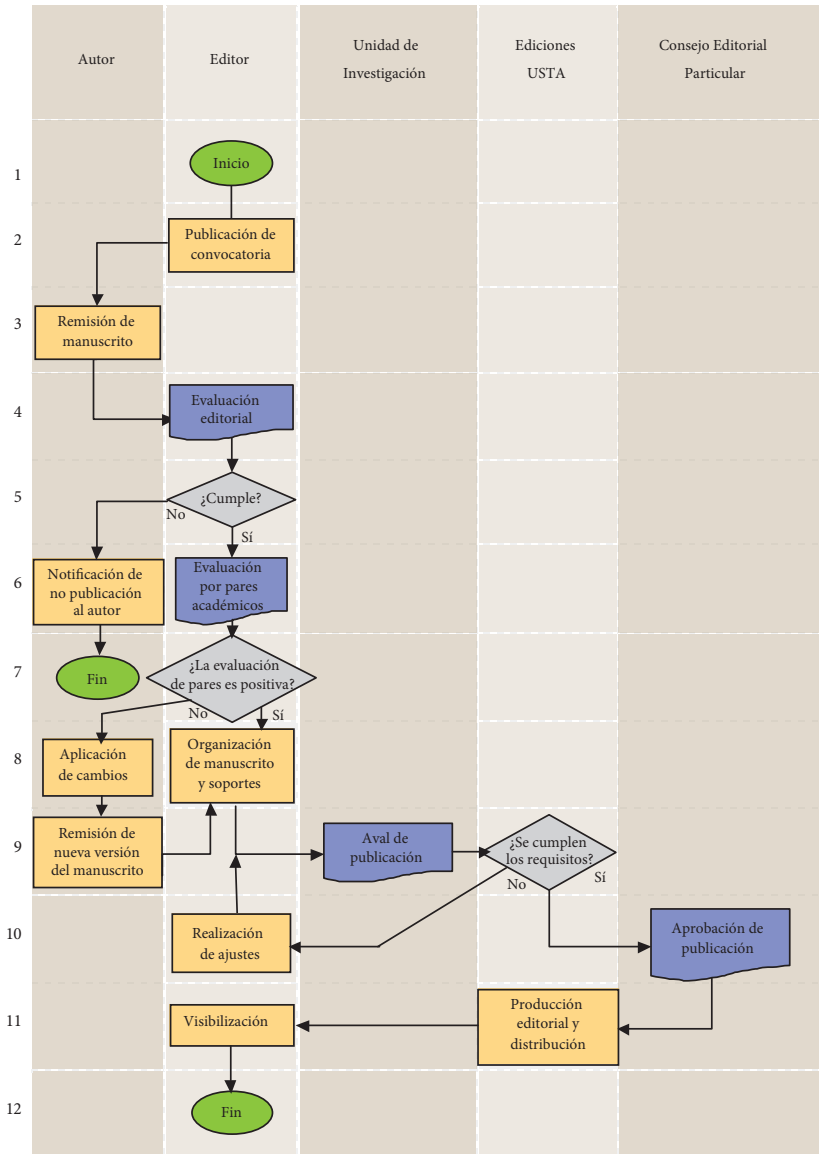 Autor
Editor
Unidad de
Investigación
Ediciones
USTA
Consejo Editorial
Particular
1
Inicio
2
Publicación de
convocatoria
3
Remisión de
manuscrito
4
Evaluación
editorial
5
¿Cumple?
No
Sí
6
Notificación de
no publicación
al autor
Evaluación
por pares
académicos
7
Fin
¿La evaluación
de pares es positiva?
No
Sí
8
Aplicación
de cambios
Organización
de manuscrito
y soportes
9
Remisión de
nueva versión
del manuscrito
Aval de
publicación
¿Se cumplen
los requisitos?
No
Sí
10
Realización
de ajustes
Aprobación de
publicación
11
Visibilización
Producción
editorial y
distribución
12
Fin